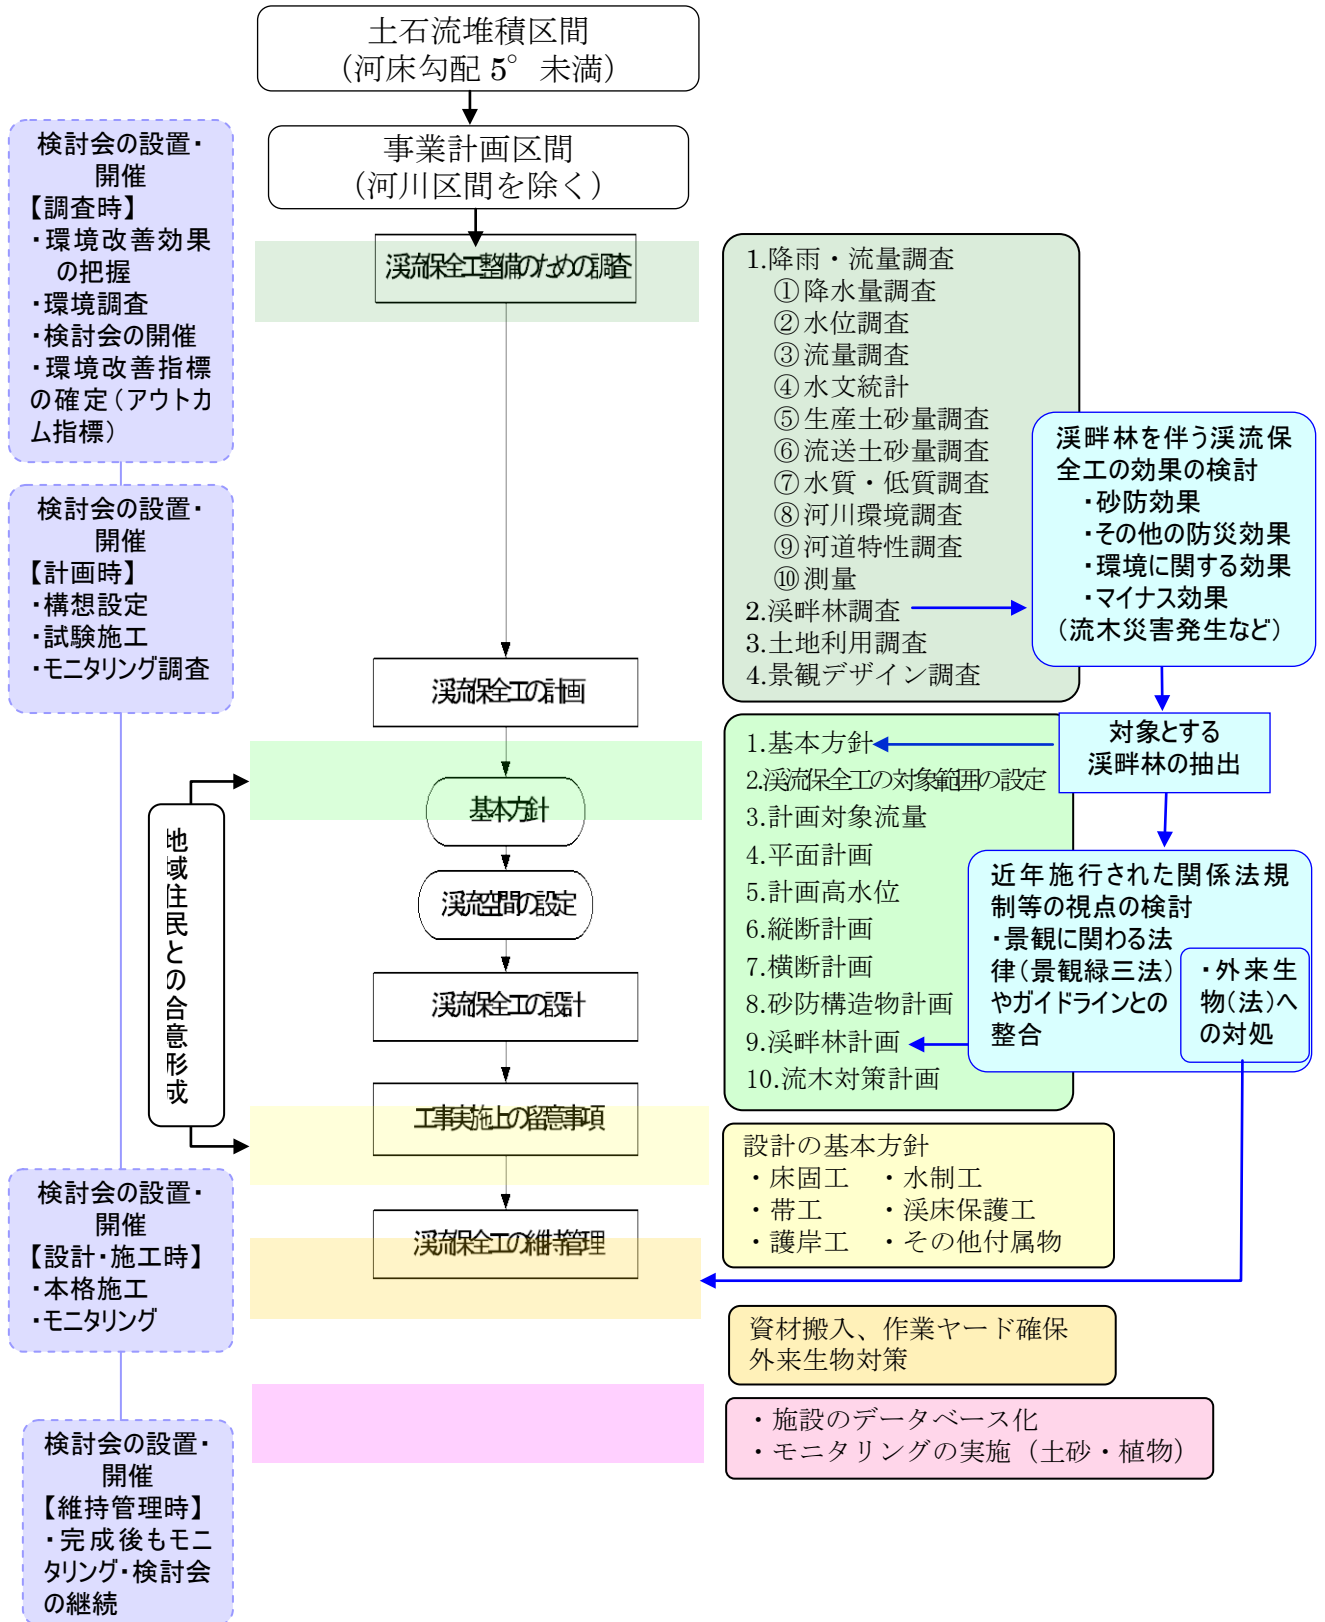 土石流堆積区間
（河床勾配 5°未満）
事業計画区間
（河川区間を除く）
渓流保全工整備のための調査
渓流保全工の計画
基本方針
渓流空間の設定
渓流保全工の設計
工事実施上の留意事項
渓流保全工の維持管理
検討会の設置・
開催
【調査時】
・環境改善効果
の把握
・環境調査
・検討会の開催
・環境改善指標
の確定（アウトカ
ム指標）
検討会の設置・
開催
【計画時】
・構想設定
・試験施工
・モニタリング調査
地域住民との合意形成
検討会の設置・
開催
【設計・施工時】
・本格施工
・モニタリング
検討会の設置・
開催
【維持管理時】
・完成後もモニ
タリング・検討会
の継続
1.降雨・流量調査
①降水量調査
②水位調査
③流量調査
④水文統計
⑤生産土砂量調査
⑥流送土砂量調査
⑦水質・低質調査
⑧河川環境調査
⑨河道特性調査
⑩測量
2.渓畔林調査
3.土地利用調査
4.景観デザイン調査
渓畔林を伴う渓流保
全工の効果の検討
・砂防効果
・その他の防災効果
・環境に関する効果
・マイナス効果
（流木災害発生など）
対象とする
渓畔林の抽出
1.基本方針
2.渓流保全工の対象範囲の設定
3.計画対象流量
4.平面計画
5.計画高水位
6.縦断計画
7.横断計画
8.砂防構造物計画
9.渓畔林計画
10.流木対策計画
近年施行された関係法規
制等の視点の検討
・景観に関わる法
律（景観緑三法）
やガイドラインとの
整合
・外来生
物（法）へ
の対処
設計の基本方針
・床固工 ・水制工
・帯工 ・渓床保護工
・護岸工 ・その他付属物
資材搬入、作業ヤード確保
外来生物対策
・施設のデータベース化
・モニタリングの実施（土砂・植物）